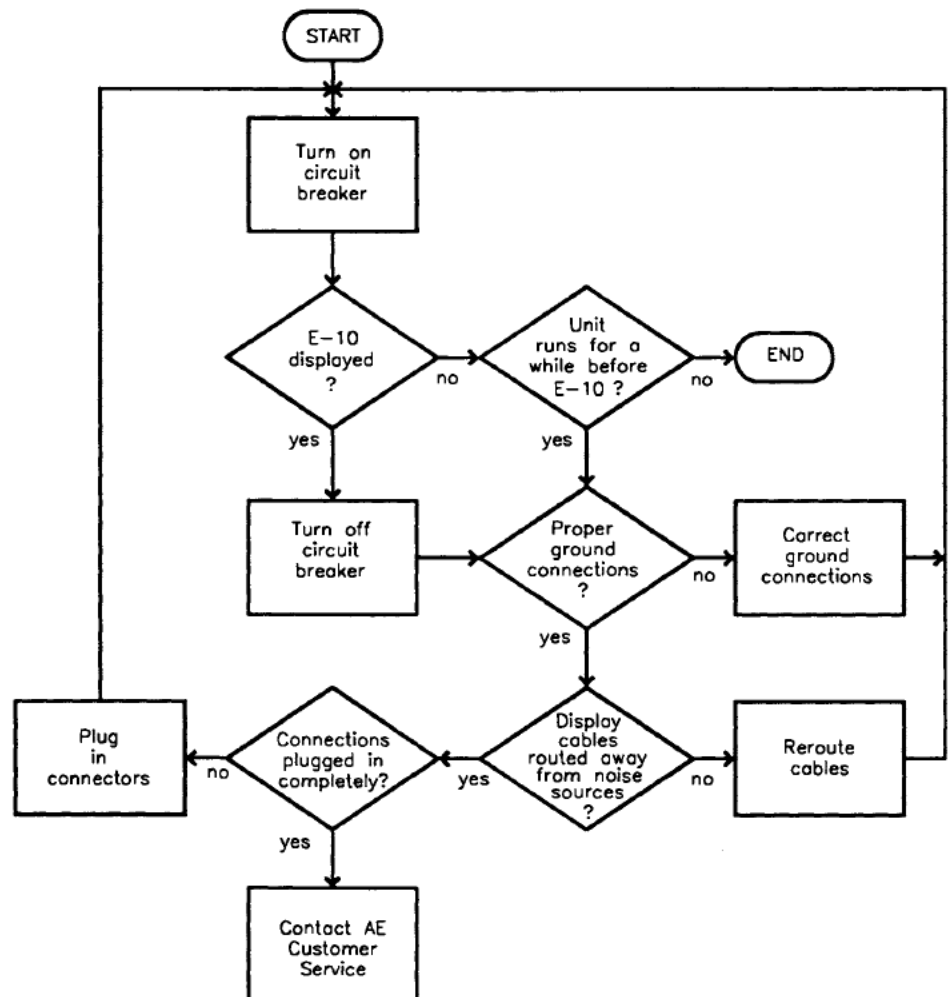 START
Turn on
circuit
breaker
E-10
displayed
?
no
Unit
runs for a
while before
E-10 ?
no
END
yes
yes
Turn off
circuit
breaker
Proper
ground
connections
?
no
Correct
ground
connections
yes
Plug
in
connectors
no
Connections
plugged in
completely?
yes
Display
cables
routed away
from noise
sources
?
no
Reroute
cables
yes
Contact AE
Customer
Service